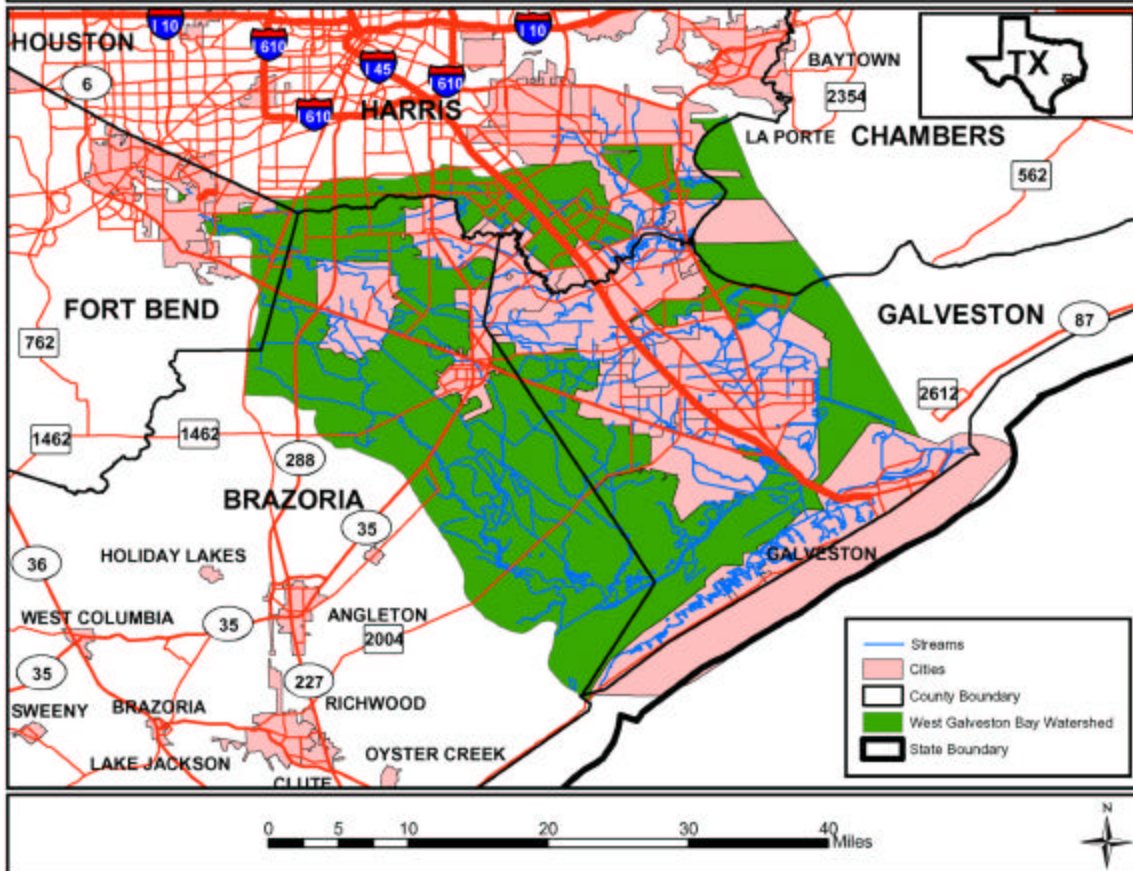 I 10
I 10
HOUSTON
I 610
I 45
BAYTOWN
TX
6
I 610
2354
I 610
HARRIS
LA PORTE
CHAMBERS
562
FORT BEND
GALVESTON
87
762
2612
1462
1462
288
BRAZORIA
35
HOLIDAY LAKES
GALVESTON
36
WEST COLUMBIA
35
ANGLETON
2004
35
227
RICHWOOD
SWEENY
BRAZORIA
LAKE JACKSON
OYSTER CREEK
CLUTE
Streams
Cities
County Boundary
West Galveston Bay Watershed
State Boundary
0 5 10 20 30 40
Miles
N